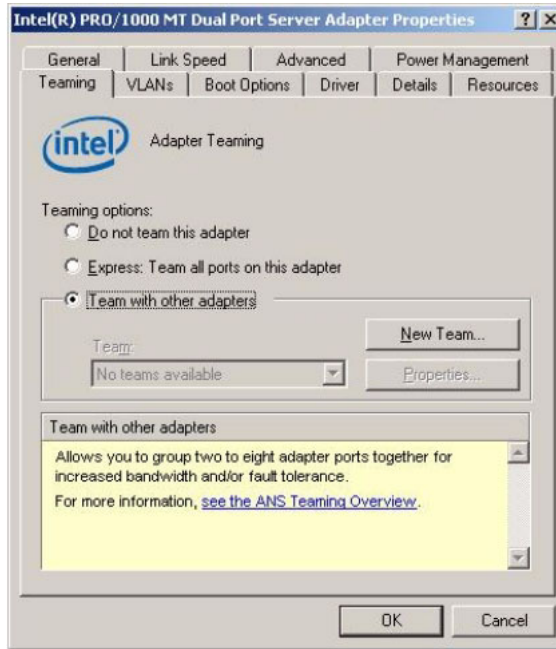 Intel(R) PRO/1000 MT Dual Port Server Adapter Properties
General Link Speed Advanced Power Management
Teaming VLANs Boot Options Driver Details Resources
intel Adapter Teaming
Teaming options:
Do not team this adapter
Express: Team all ports on this adapter
Team with other adapters
New Team...
Team:
No teams available Properties...
Team with other adapters
Allows you to group two to eight adapter ports together for
increased bandwidth and/or fault tolerance.
For more information, see the ANS Teaming Overview.
OK Cancel